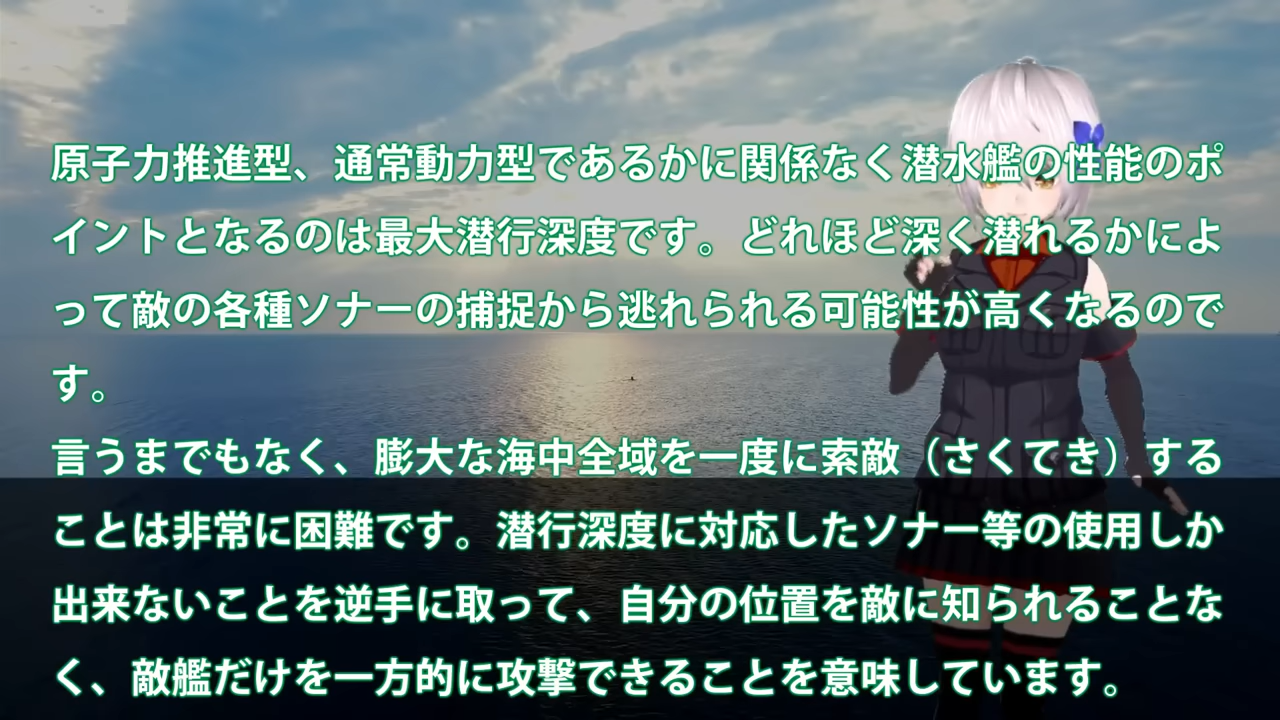 原子力推進型、通常動力型であるかに関係なく潜水艦の性能のポ
イントとなるのは最大潜行深度です。どれほど深く潜れるかによ
って敵の各種ソナーの捕捉から逃れられる可能性が高くなるので
す。
言うまでもなく、膨大な海中全域を一度に索敵（さくてき）する
ことは非常に困難です。潜行深度に対応したソナー等の使用しか
出来ないことを逆手に取って、自分の位置を敵に知られることな
く、敵艦だけを一方的に攻撃できることを意味しています。